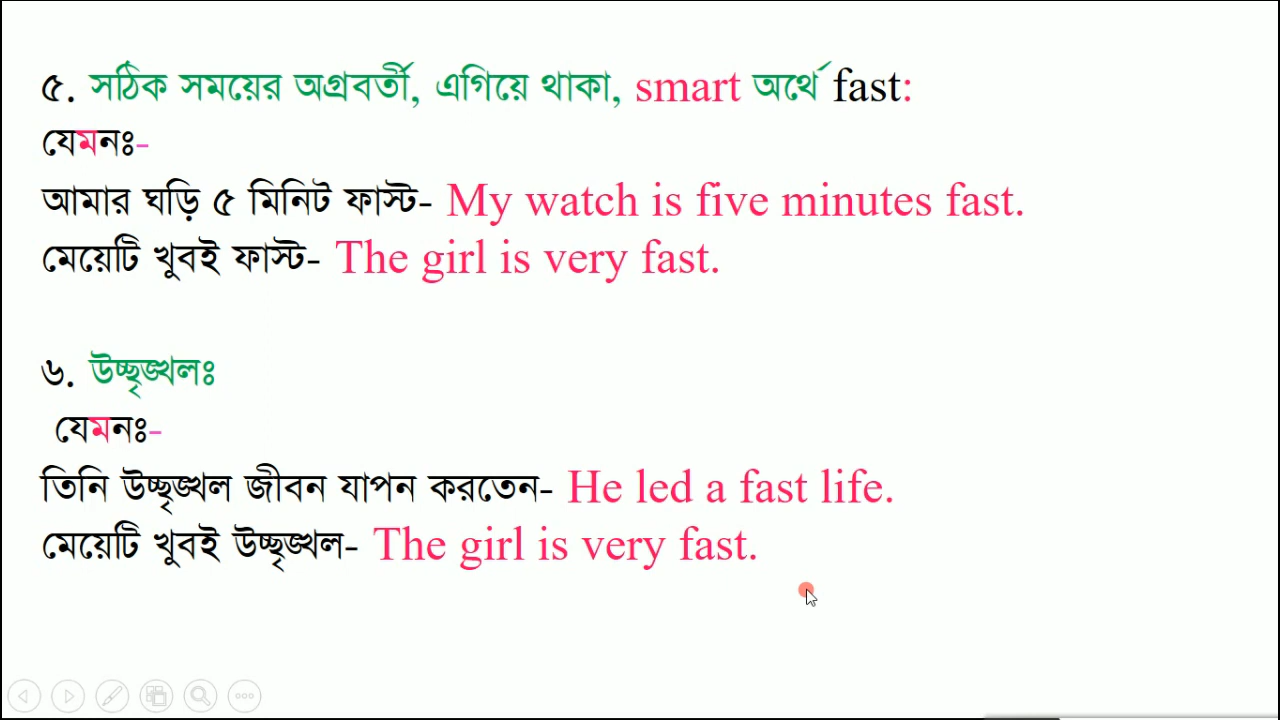 ৫. সঠিক সময়ের অগ্রবর্তী, এগিয়ে থাকা, smart অর্থে fast:
যেমনঃ-
আমার ঘড়ি ৫ মিনিট ফাস্ট- My watch is five minutes fast.
মেয়েটি খুবই ফাস্ট- The girl is very fast.
৬. উচ্ছৃঙ্খলঃ
যেমনঃ-
তিনি উচ্ছৃঙ্খল জীবন যাপন করতেন- He led a fast life.
মেয়েটি খুবই উচ্ছৃঙ্খল- The girl is very fast.